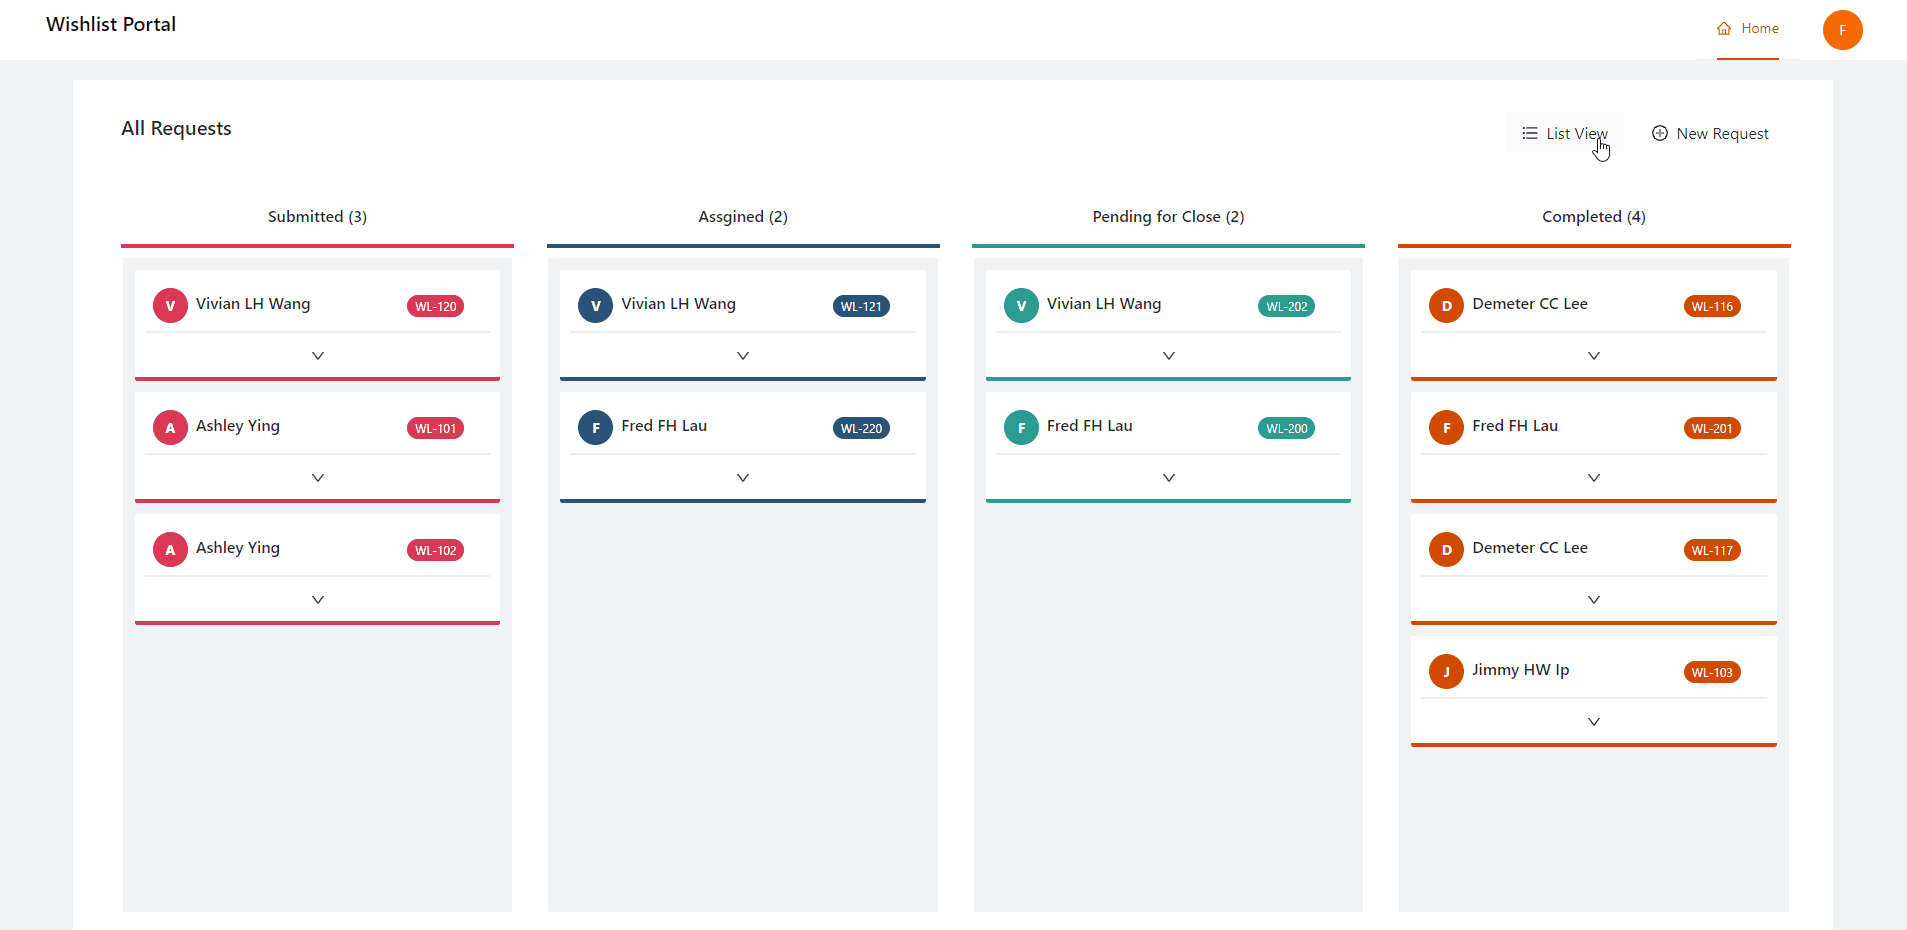 Wishlist Portal
Home
F
All Requests
List View
New Request
Submitted (3)
V Vivian LH Wang WL-120
A Ashley Ying WL-101
A Ashley Ying WL-102
Assgined (2)
V Vivian LH Wang WL-121
F Fred FH Lau WL-220
Pending for Close (2)
V Vivian LH Wang WL-202
F Fred FH Lau WL-200
Completed (4)
D Demeter CC Lee WL-116
F Fred FH Lau WL-201
D Demeter CC Lee WL-117
J Jimmy HW Ip WL-103